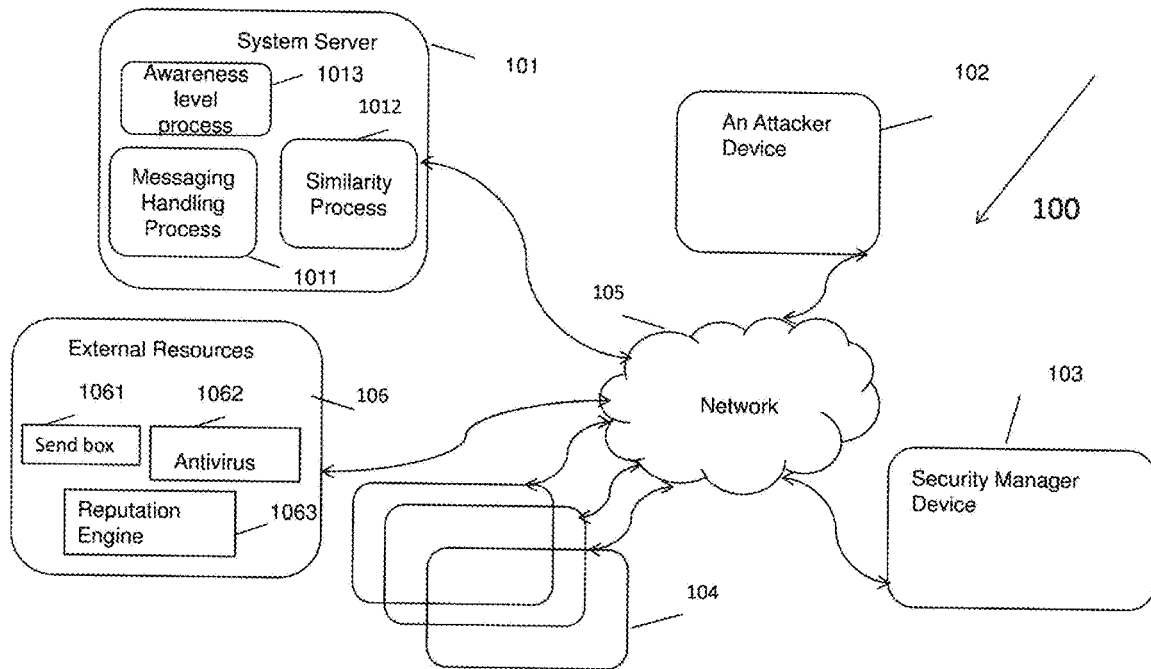 System Server
101
Awareness
level
process
1013
1012
Messaging
Handling
Process
Similarity
Process
1011
An Attacker
Device
102
100
105
Network
External Resources
106
1061
1062
Send box
Antivirus
Reputation
Engine
1063
103
Security Manager
Device
104